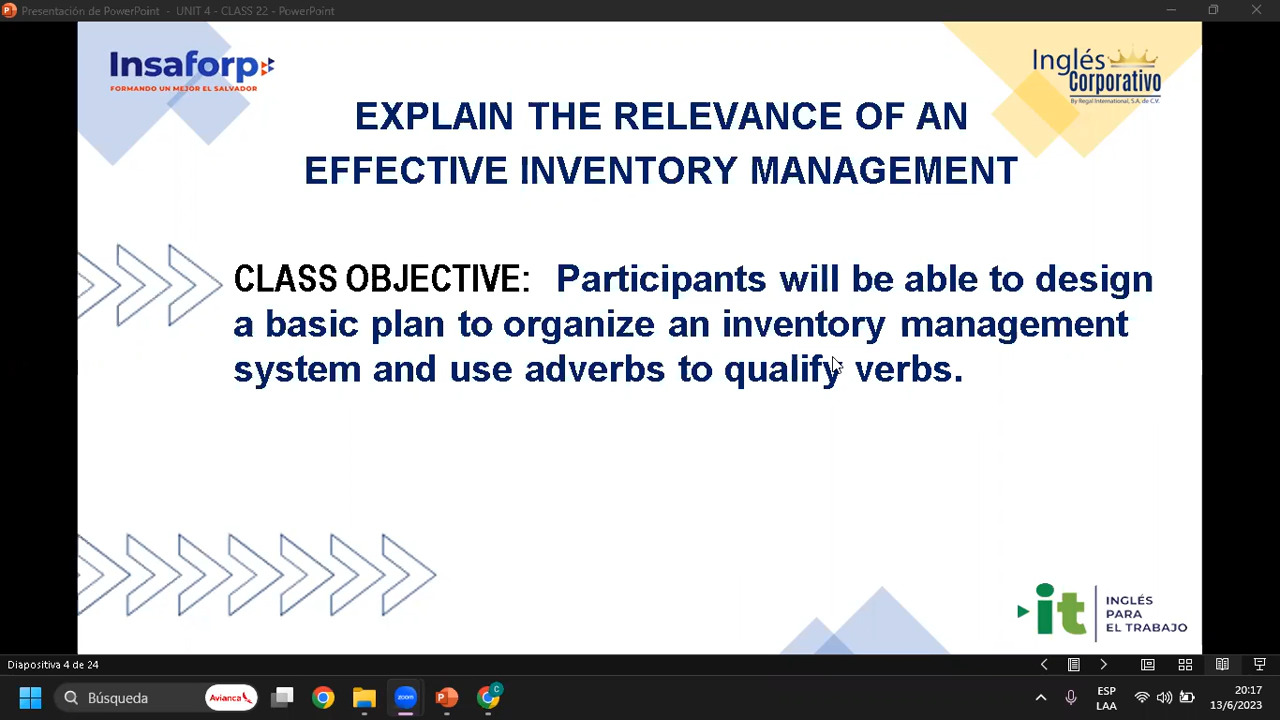 Presentación de PowerPoint - UNIT 4 - CLASS 22 - PowerPoint
Insaforp
FORMANDO UN MEJOR EL SALVADOR
Inglés
Corporativo
By Regal International, S.A. de C.V.
EXPLAIN THE RELEVANCE OF AN
EFFECTIVE INVENTORY MANAGEMENT
CLASS OBJECTIVE: Participants will be able to design
a basic plan to organize an inventory management
system and use adverbs to qualify verbs.
it
INGLÉS
PARA
EL TRABAJO
Diapositiva 4 de 24
Búsqueda
Avianca
zoom
C
ESP
LAA
20:17
13/6/2023